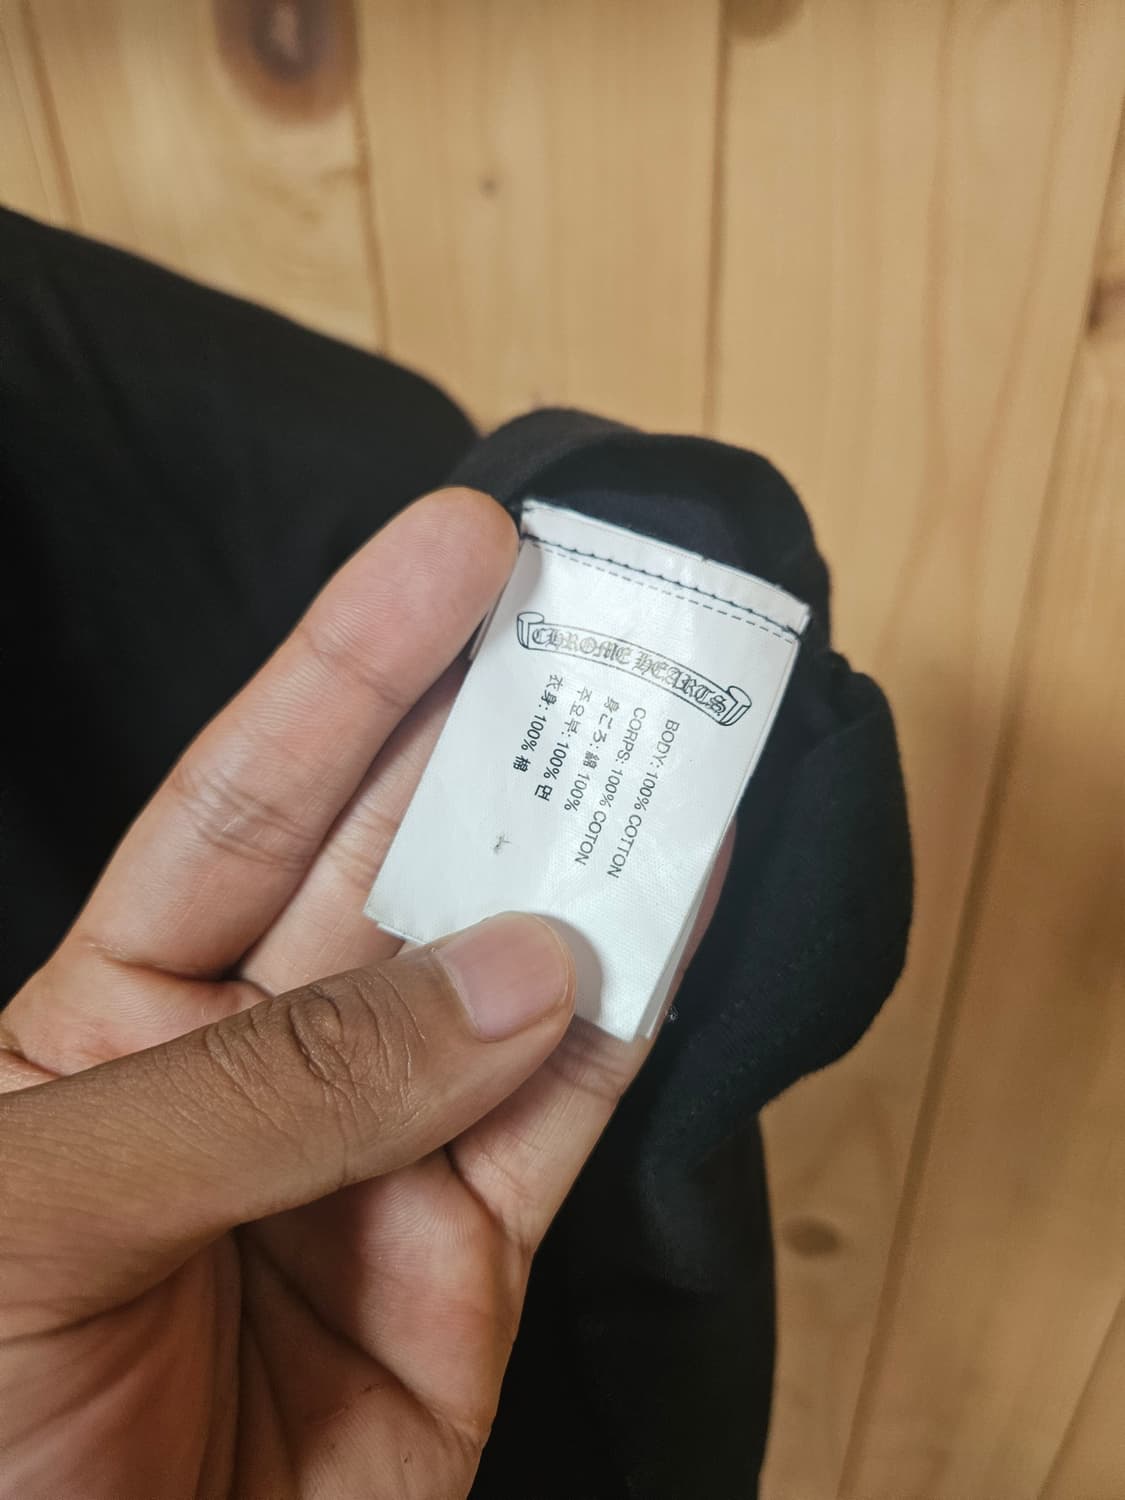 CHROME HEARTS
BODY: 100% COTTON
CORPS: 100% COTON
身ごろ: 綿 100%
주요부: 100% 면
衣身: 100% 棉